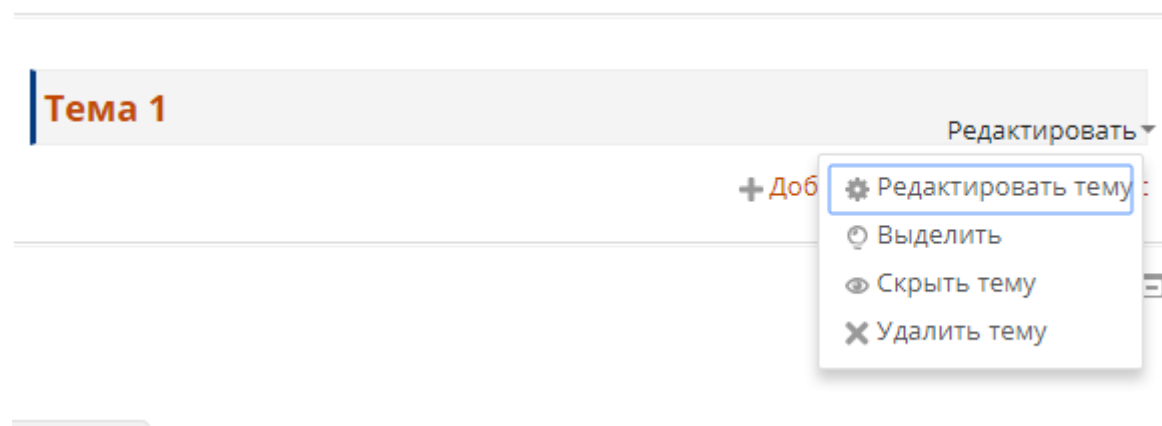 Тема 1
Редактировать
Доб
Редактировать тему
Выделить
Скрыть тему
Удалить тему